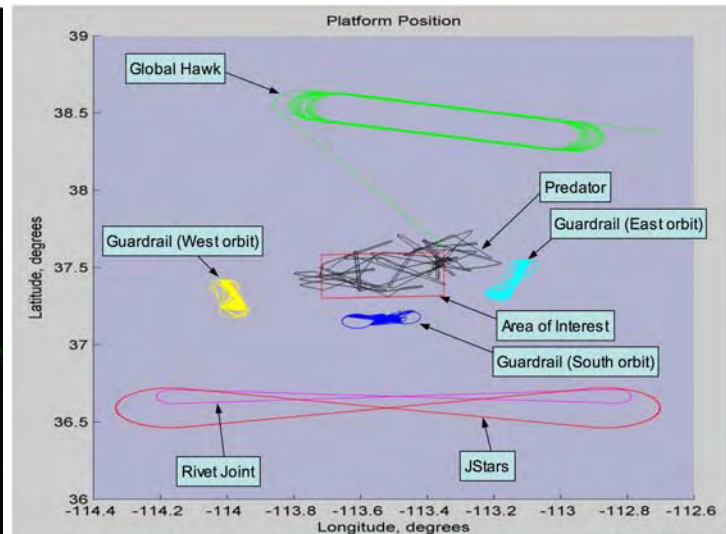 Platform Position
39
Global Hawk
38.5
38
Predator
Guardrail (East orbit)
Guardrail (West orbit)
Latitude, degrees
37.5
Area of Interest
37
Guardrail (South orbit)
36.5
Rivet Joint
JStars
36
-114.4 -114.2 -114 -113.8 -113.6 -113.4 -113.2 -113 -112.8 -112.6
Longitude, degrees